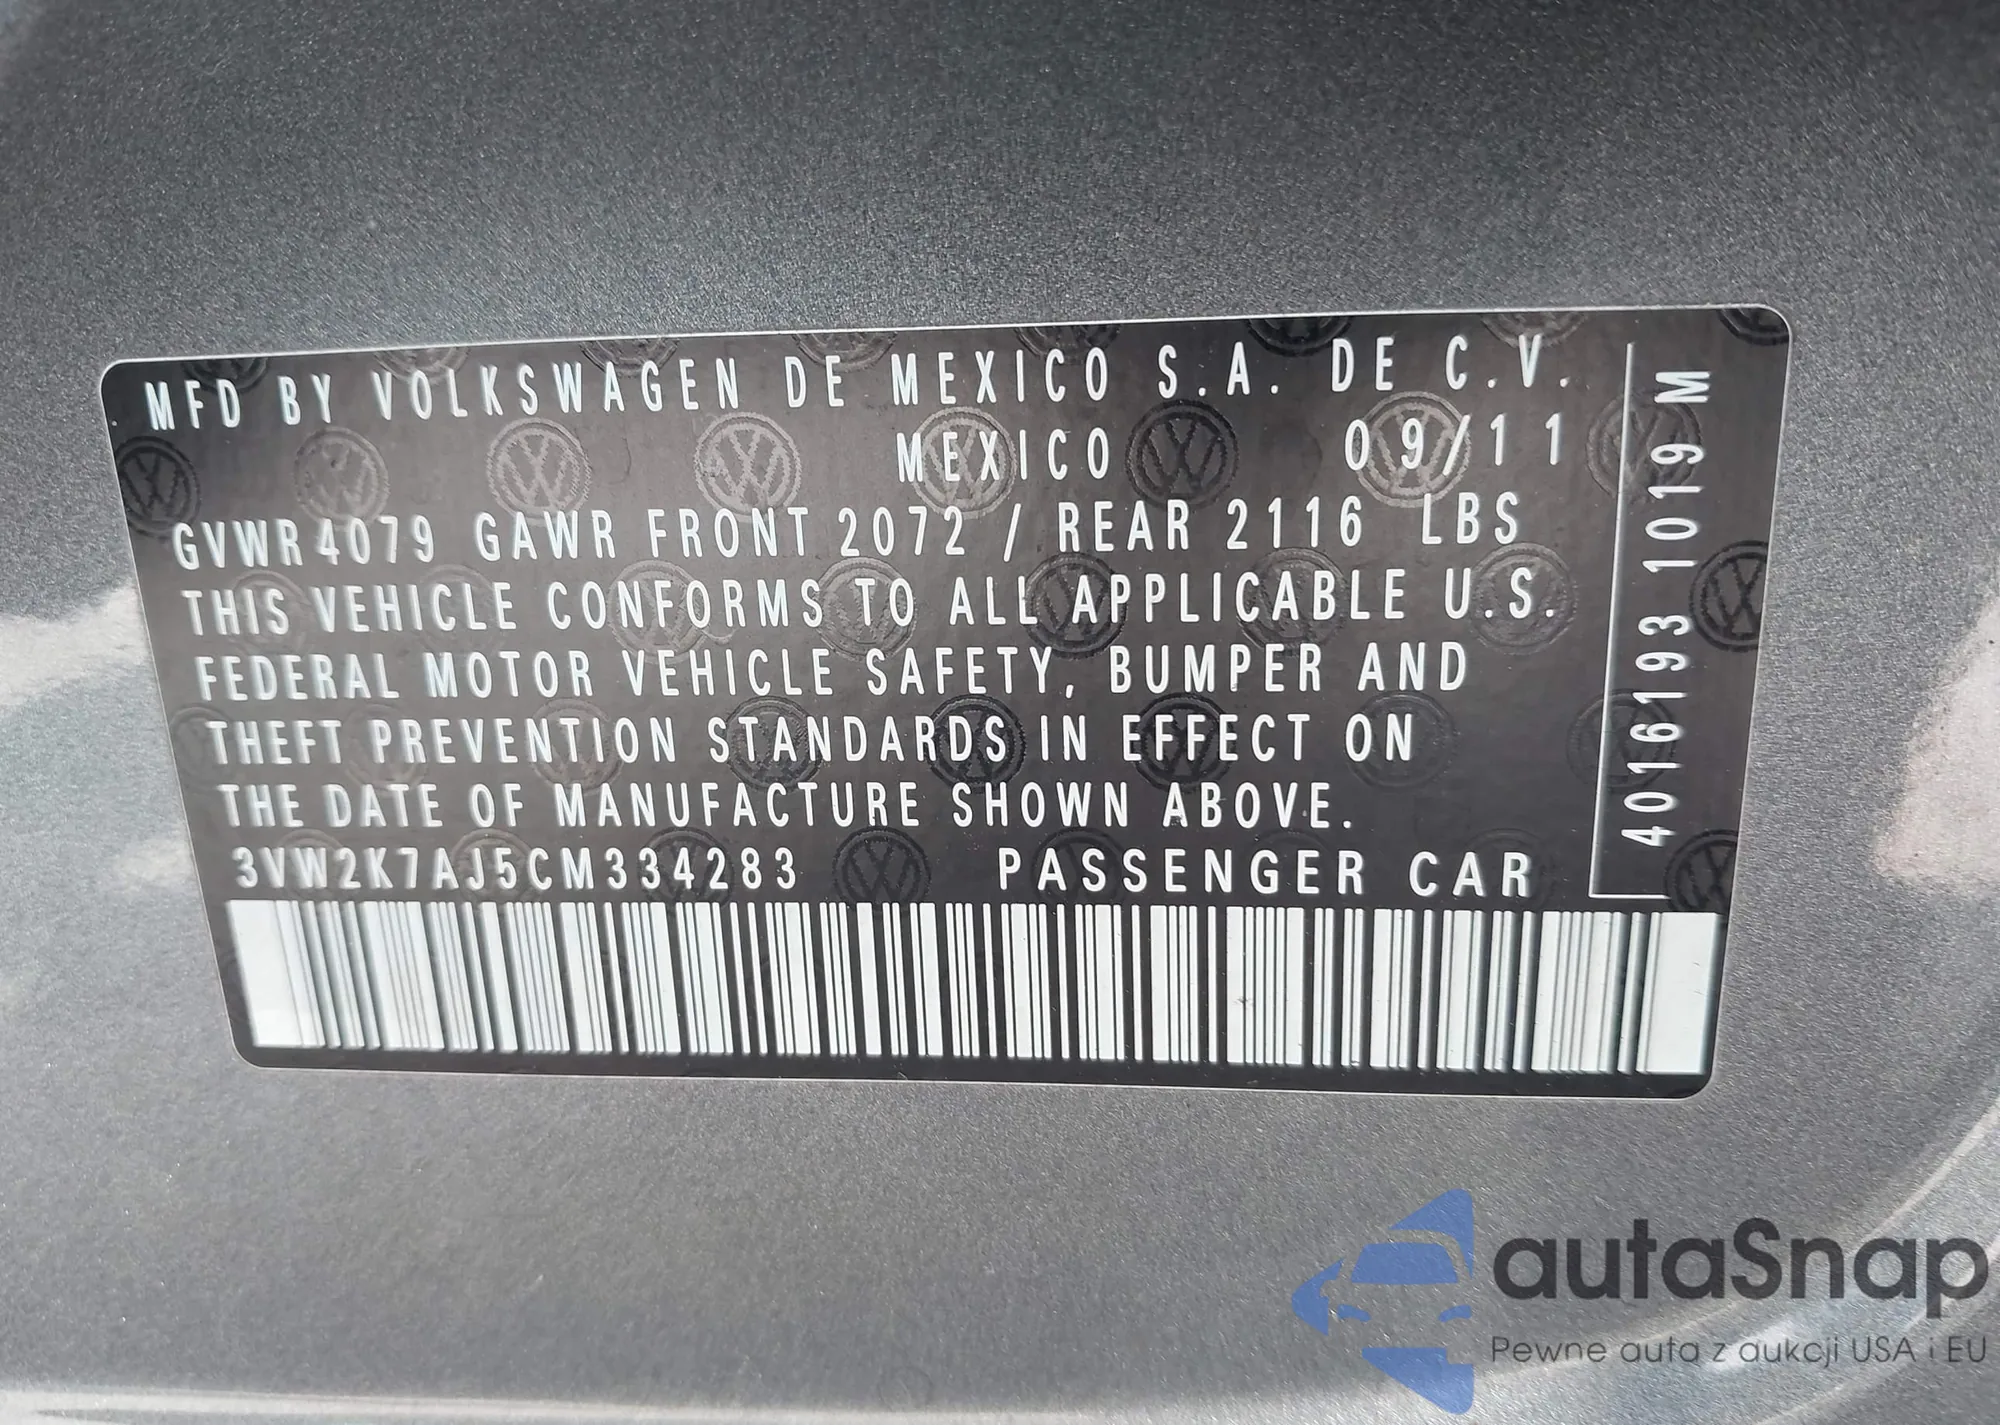 MFD BY VOLKSWAGEN DE MEXICO S.A. DE C.V.
MEXICO 09/11
GVWR 4079 GAWR FRONT 2072 / REAR 2116 LBS
THIS VEHICLE CONFORMS TO ALL APPLICABLE U.S.
FEDERAL MOTOR VEHICLE SAFETY, BUMPER AND
THEFT PREVENTION STANDARDS IN EFFECT ON
THE DATE OF MANUFACTURE SHOWN ABOVE.
3VW2K7AJ5CM334283 PASSENGER CAR
4016193 1019 M
autaSnap
Pewne auta z aukcji USA i EU